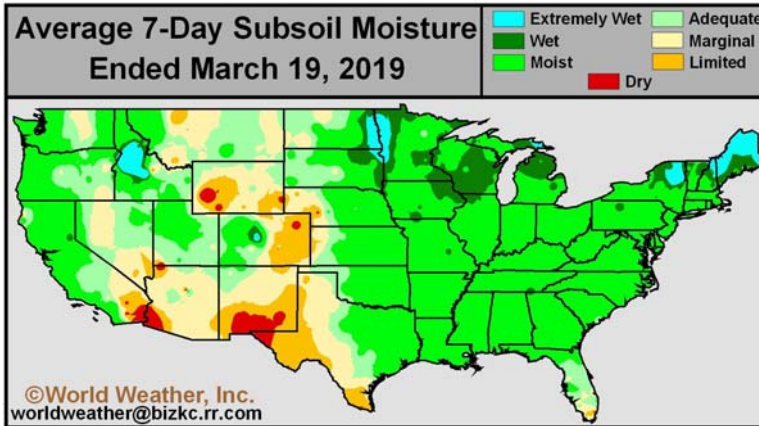 Average 7-Day Subsoil Moisture
Ended March 19, 2019
Extremely Wet
Adequate
Wet
Marginal
Moist
Limited
Dry
©World Weather, Inc.
worldweather@bizkc.rr.com